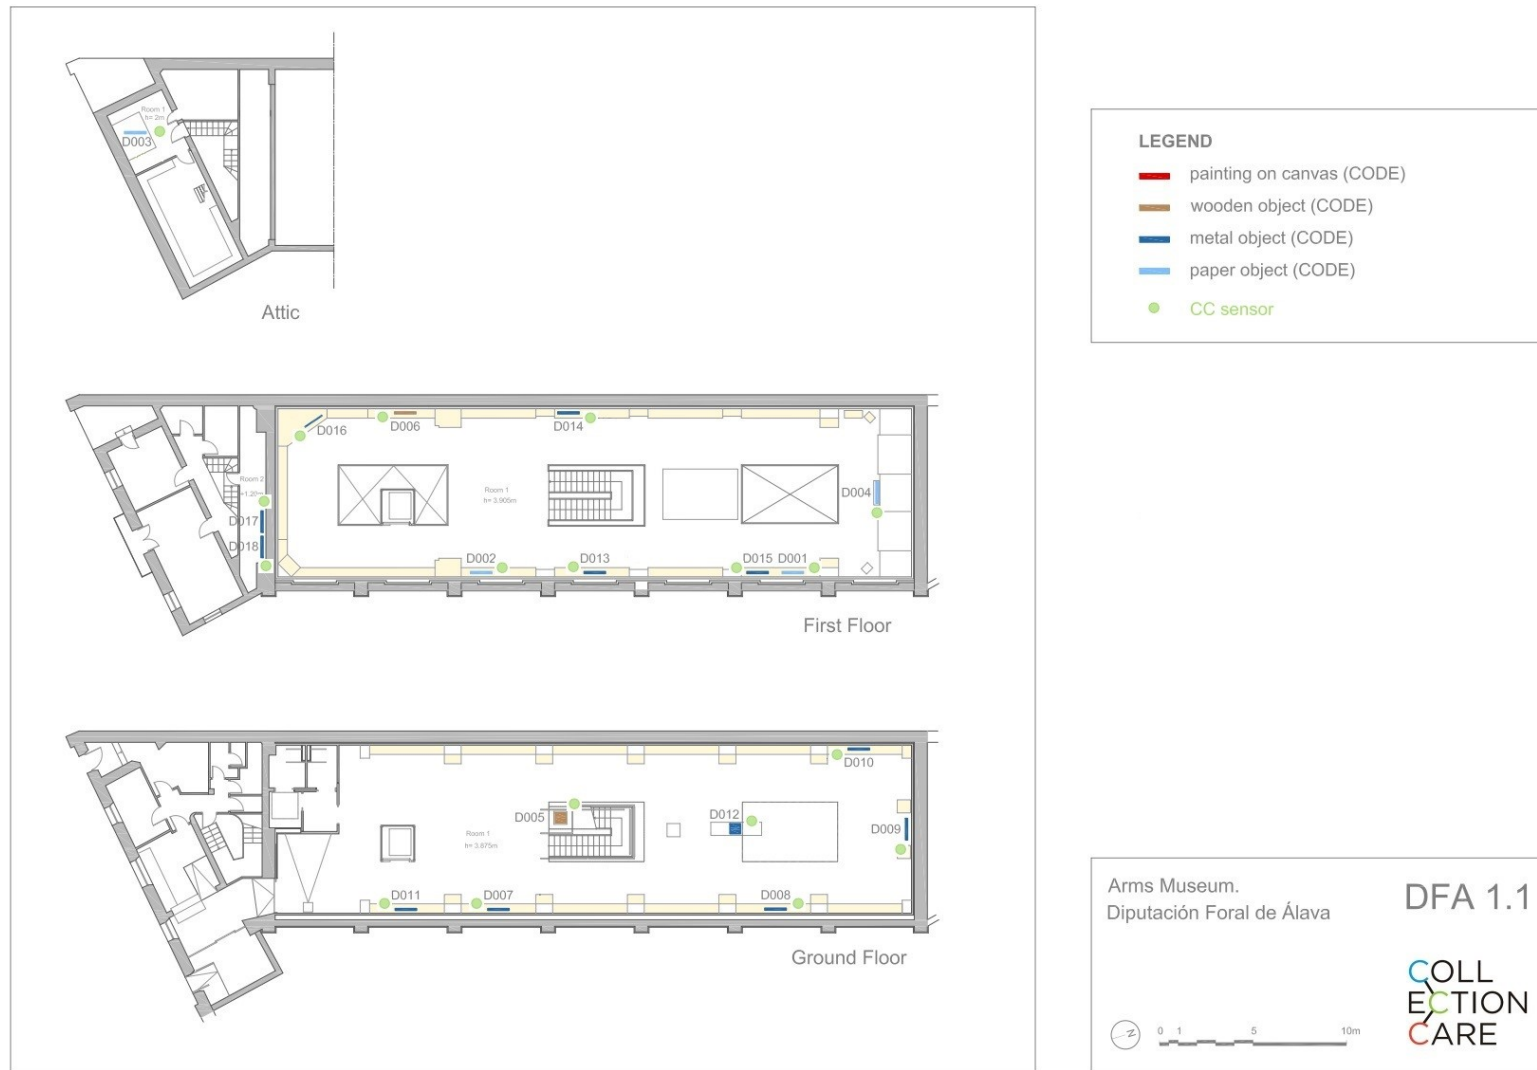 Room 1
h= 2m
D003
Attic
LEGEND
painting on canvas (CODE)
wooden object (CODE)
metal object (CODE)
paper object (CODE)
CC sensor
D016
D006
D014
Room 2
Room 1
h= 3.905m
D004
D017
D018
D002
D013
D015
D001
First Floor
D010
D005
D012
D009
Room 1
h= 3,875m
D011
D007
D008
Ground Floor
Arms Museum.
Diputación Foral de Álava
DFA 1.1
COLL
ECTION
CARE
N
0 1 5 10m